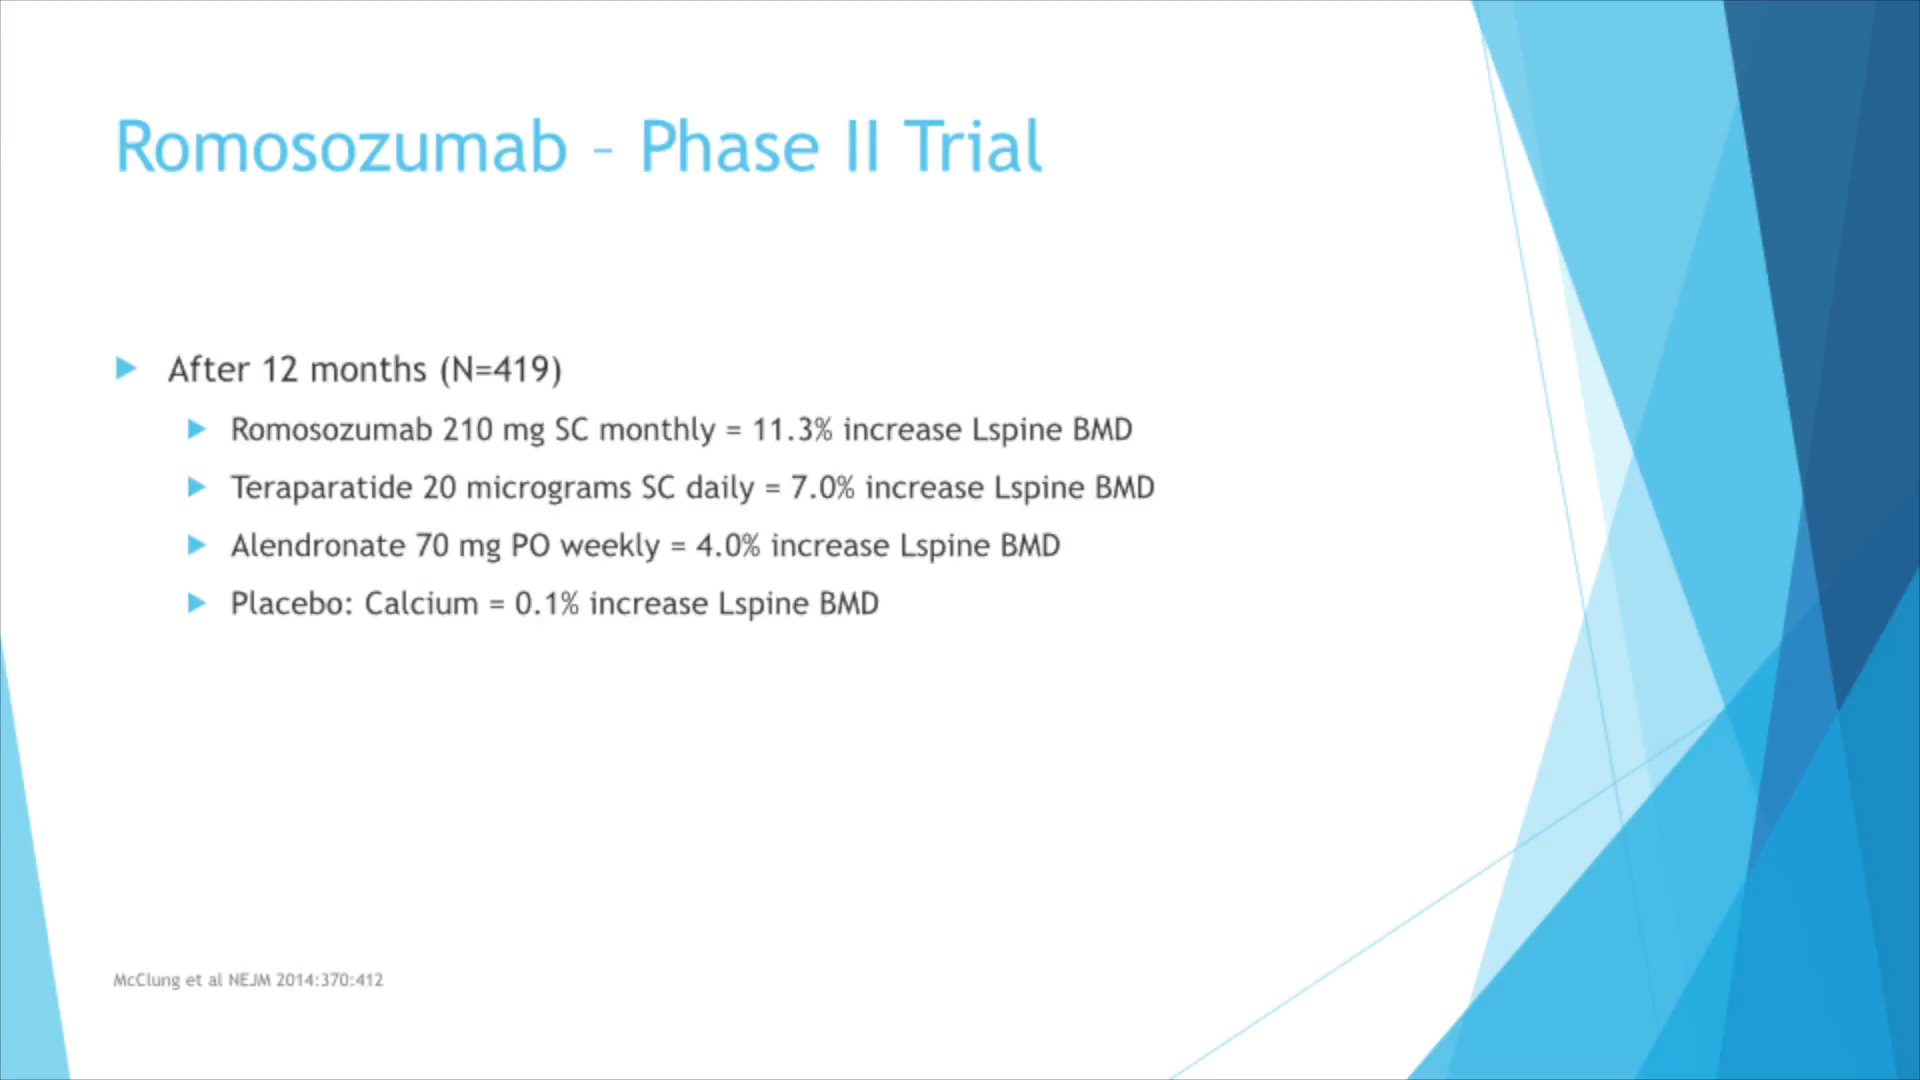 Romosozumab – Phase II Trial
After 12 months (N=419)
Romosozumab 210 mg SC monthly = 11.3% increase Lspine BMD
Teraparatide 20 micrograms SC daily = 7.0% increase Lspine BMD
Alendronate 70 mg PO weekly = 4.0% increase Lspine BMD
Placebo: Calcium = 0.1% increase Lspine BMD
McClung et al NEJM 2014:370:412